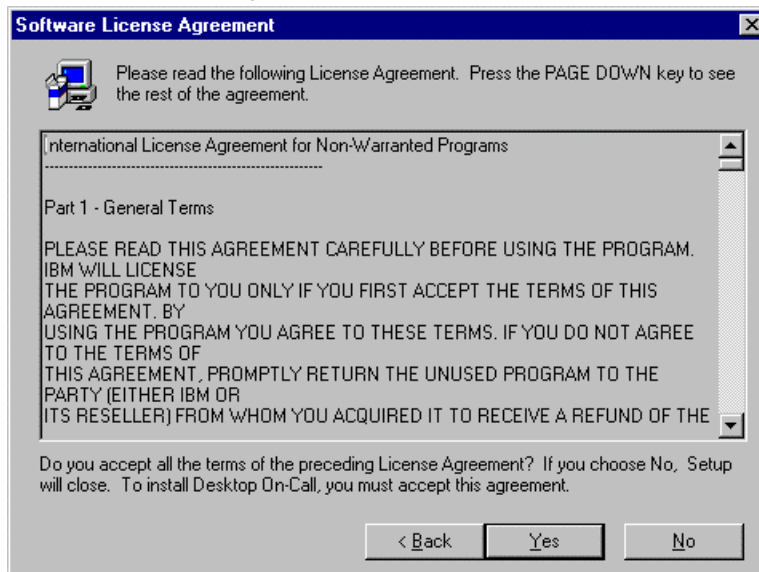 Software License Agreement
Please read the following License Agreement. Press the PAGE DOWN key to see
the rest of the agreement.
International License Agreement for Non-Warranted Programs
----------------------------------------------------------
Part 1 - General Terms
PLEASE READ THIS AGREEMENT CAREFULLY BEFORE USING THE PROGRAM.
IBM WILL LICENSE
THE PROGRAM TO YOU ONLY IF YOU FIRST ACCEPT THE TERMS OF THIS
AGREEMENT. BY
USING THE PROGRAM YOU AGREE TO THESE TERMS. IF YOU DO NOT AGREE
TO THE TERMS OF
THIS AGREEMENT, PROMPTLY RETURN THE UNUSED PROGRAM TO THE
PARTY (EITHER IBM OR
ITS RESELLER) FROM WHOM YOU ACQUIRED IT TO RECEIVE A REFUND OF THE
Do you accept all the terms of the preceding License Agreement? If you choose No, Setup
will close. To install Desktop On-Call, you must accept this agreement.
< Back Yes No